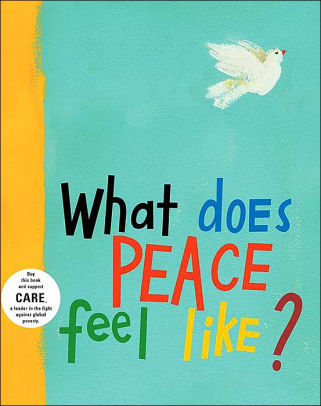 What does
PEACE
feel like?
Buy
this book
and support
CARE,
a leader in the fight
against global
poverty.